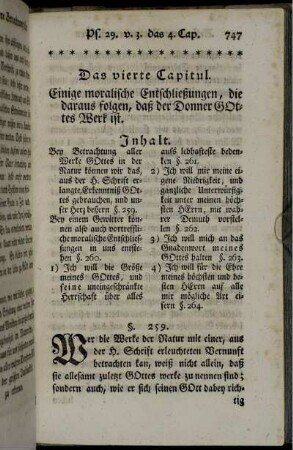 Ps. 29. v. 3. das 4. Cap. 747
Das vierte Capitul.
Einige moralische Entschließungen, die
daraus folgen, daß der Donner GOt-
tes Werk ist.
Inhalt.
Bey Betrachtung aller
Werke GOttes in der
Natur können wir das,
aus der H. Schrift er-
langte, Erkenntniß GOt-
tes gebrauchen, und un-
ser Herz bessern §. 259.
Bey einem Gewitter können
also auch vortreffli-
che moralische Entschlies-
sungen in uns entste-
hen §. 260.
1) Ich will die Größe
meines GOttes, und
seine uneingeschränkte
Herrschaft über alles
aufs lebhafteste beden-
ken §. 261.
2) Ich will mir meine ei-
gene Niedrigkeit, und
gänzliche Unterwürfig-
keit unter meinen höch-
sten HErrn, mit wah-
rer Demuth vorstel-
len §. 262.
3) Ich will mich an das
Gnadenwort meines
GOttes halten §. 263.
4) Ich will für die Ehre
meines höchsten und be-
sten HErrn auf alle
mir mögliche Art ei-
fern §. 264.
§. 259.
Wer die Werke der Natur mit einer, aus
der H. Schrift erleuchteten Vernunft
betrachten kan, weiß nicht allein, daß
sie allesamt zuletzt GOttes werke zu nennen sind;
sondern auch, wie er sich seinen GOtt dabey rich-
tig